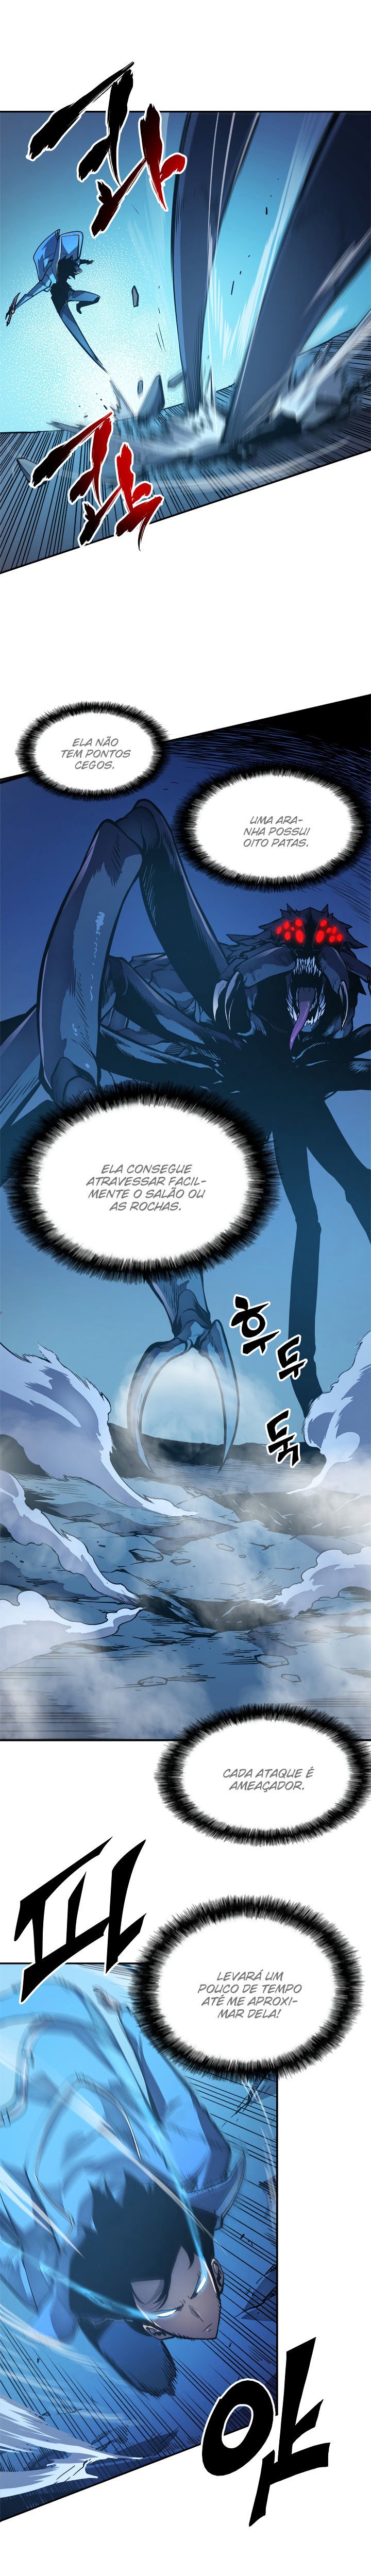 콰
콰
ELA NÃO
TEM PONTOS
CEGOS.
UMA ARA-
NHA POSSUI
OITO PATAS.
ELA CONSEGUE
ATRAVESSAR FACIL-
MENTE O SALÃO OU
AS ROCHAS.
후
두
둑
CADA ATAQUE É
AMEAÇADOR.
파
LEVARÁ UM
POUCO DE TEMPO
ATÉ ME APROXI-
MAR DELA!
앗